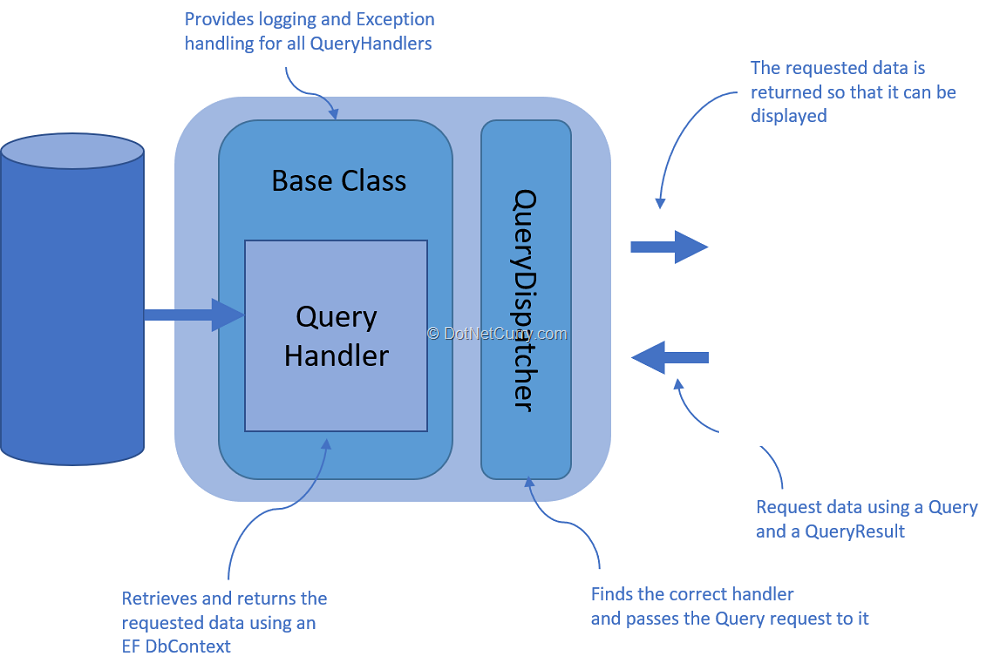 Provides logging and Exception
handling for all QueryHandlers
The requested data is
returned so that it can be
displayed
Base Class
QueryDispatcher
Query
Handler
© DotNetCurry.com
Request data using a Query
and a QueryResult
Finds the correct handler
and passes the Query request to it
Retrieves and returns the
requested data using an
EF DbContext